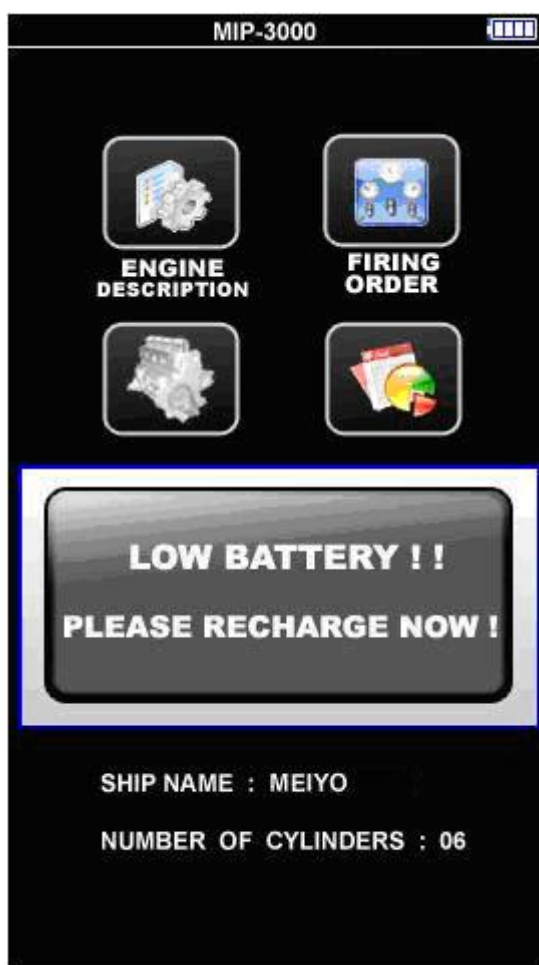 MIP-3000
ENGINE
DESCRIPTION
FIRING
ORDER
LOW BATTERY ! !
PLEASE RECHARGE NOW !
SHIP NAME : MEIYO
NUMBER OF CYLINDERS : 06